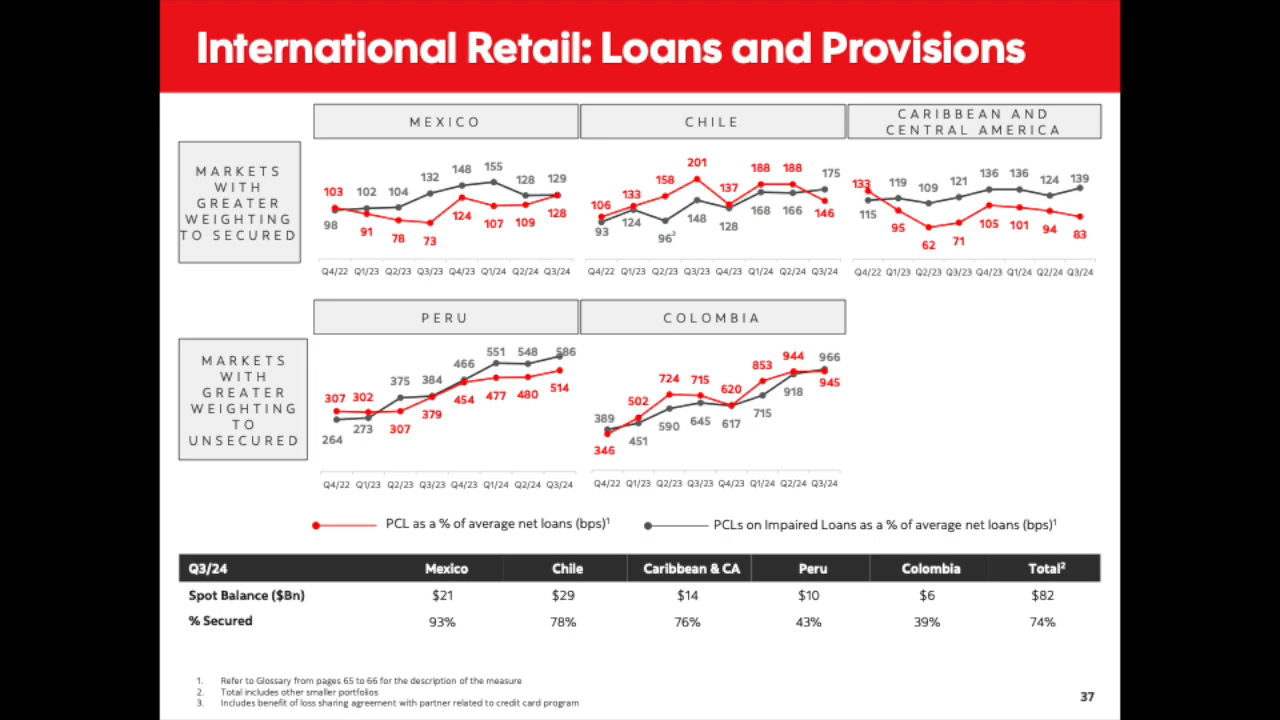 International Retail: Loans and Provisions
MEXICO
CHILE
CARIBBEAN AND
CENTRAL AMERICA
MARKETS
WITH
GREATER
WEIGHTING
TO SECURED
103 102 104 132 148 155 128 129
98 91 78 73 124 107 109 128
Q4/22 Q1/23 Q2/23 Q3/23 Q4/23 Q1/24 Q2/24 Q3/24
106 133 158 201 137 188 188 175
93 124 96³ 148 128 168 166 146
Q4/22 Q1/23 Q2/23 Q3/23 Q4/23 Q1/24 Q2/24 Q3/24
133 119 109 121 136 136 124 139
115 95 62 71 105 101 94 83
Q4/22 Q1/23 Q2/23 Q3/23 Q4/23 Q1/24 Q2/24 Q3/24
PERU
COLOMBIA
MARKETS
WITH
GREATER
WEIGHTING
TO
UNSECURED
307 302 375 384 466 551 548 586
264 273 307 379 454 477 480 514
Q4/22 Q1/23 Q2/23 Q3/23 Q4/23 Q1/24 Q2/24 Q3/24
389 502 724 715 620 853 944 966
346 451 590 645 617 715 918 945
Q4/22 Q1/23 Q2/23 Q3/23 Q4/23 Q1/24 Q2/24 Q3/24
PCL as a % of average net loans (bps)¹
PCLs on Impaired Loans as a % of average net loans (bps)¹
Q3/24 Mexico Chile Caribbean & CA Peru Colombia Total²
Spot Balance ($Bn) $21 $29 $14 $10 $6 $82
% Secured 93% 78% 76% 43% 39% 74%
1. Refer to Glossary from pages 65 to 66 for the description of the measure
2. Total includes other smaller portfolios
3. Includes benefit of loss sharing agreement with partner related to credit card program
37